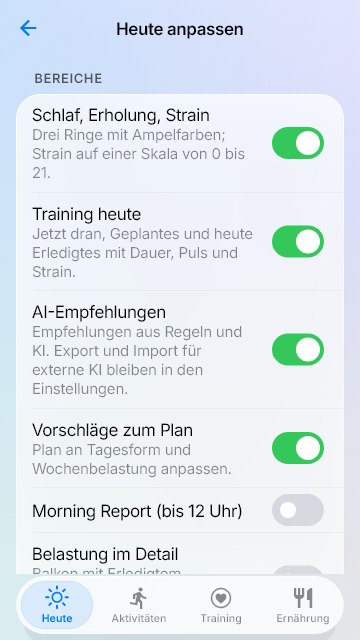 Heute anpassen
BEREICHE
Schlaf, Erholung, Strain
Drei Ringe mit Ampelfarben;
Strain auf einer Skala von 0 bis
21.
Training heute
Jetzt dran, Geplantes und heute
Erledigtes mit Dauer, Puls und
Strain.
AI-Empfehlungen
Empfehlungen aus Regeln und
KI. Export und Import für
externe KI bleiben in den
Einstellungen.
Vorschläge zum Plan
Plan an Tagesform und
Wochenbelastung anpassen.
Morning Report (bis 12 Uhr)
Belastung im Detail
Balken mit Erledigtem
Heute
Aktivitäten
Training
Ernährung